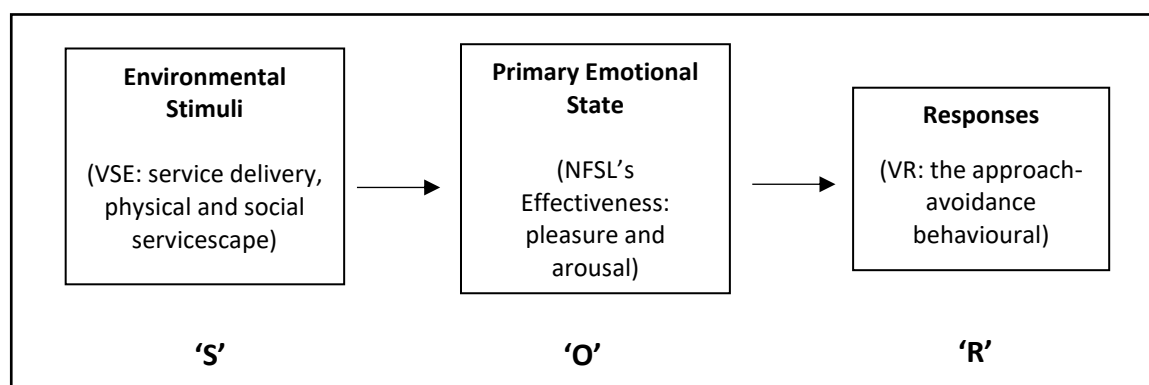 Environmental
Stimuli
(VSE: service delivery,
physical and social
servicescape)
Primary Emotional
State
(NFSL’s
Effectiveness:
pleasure and
arousal)
Responses
(VR: the approach-
avoidance
behavioural)
‘S’
‘O’
‘R’